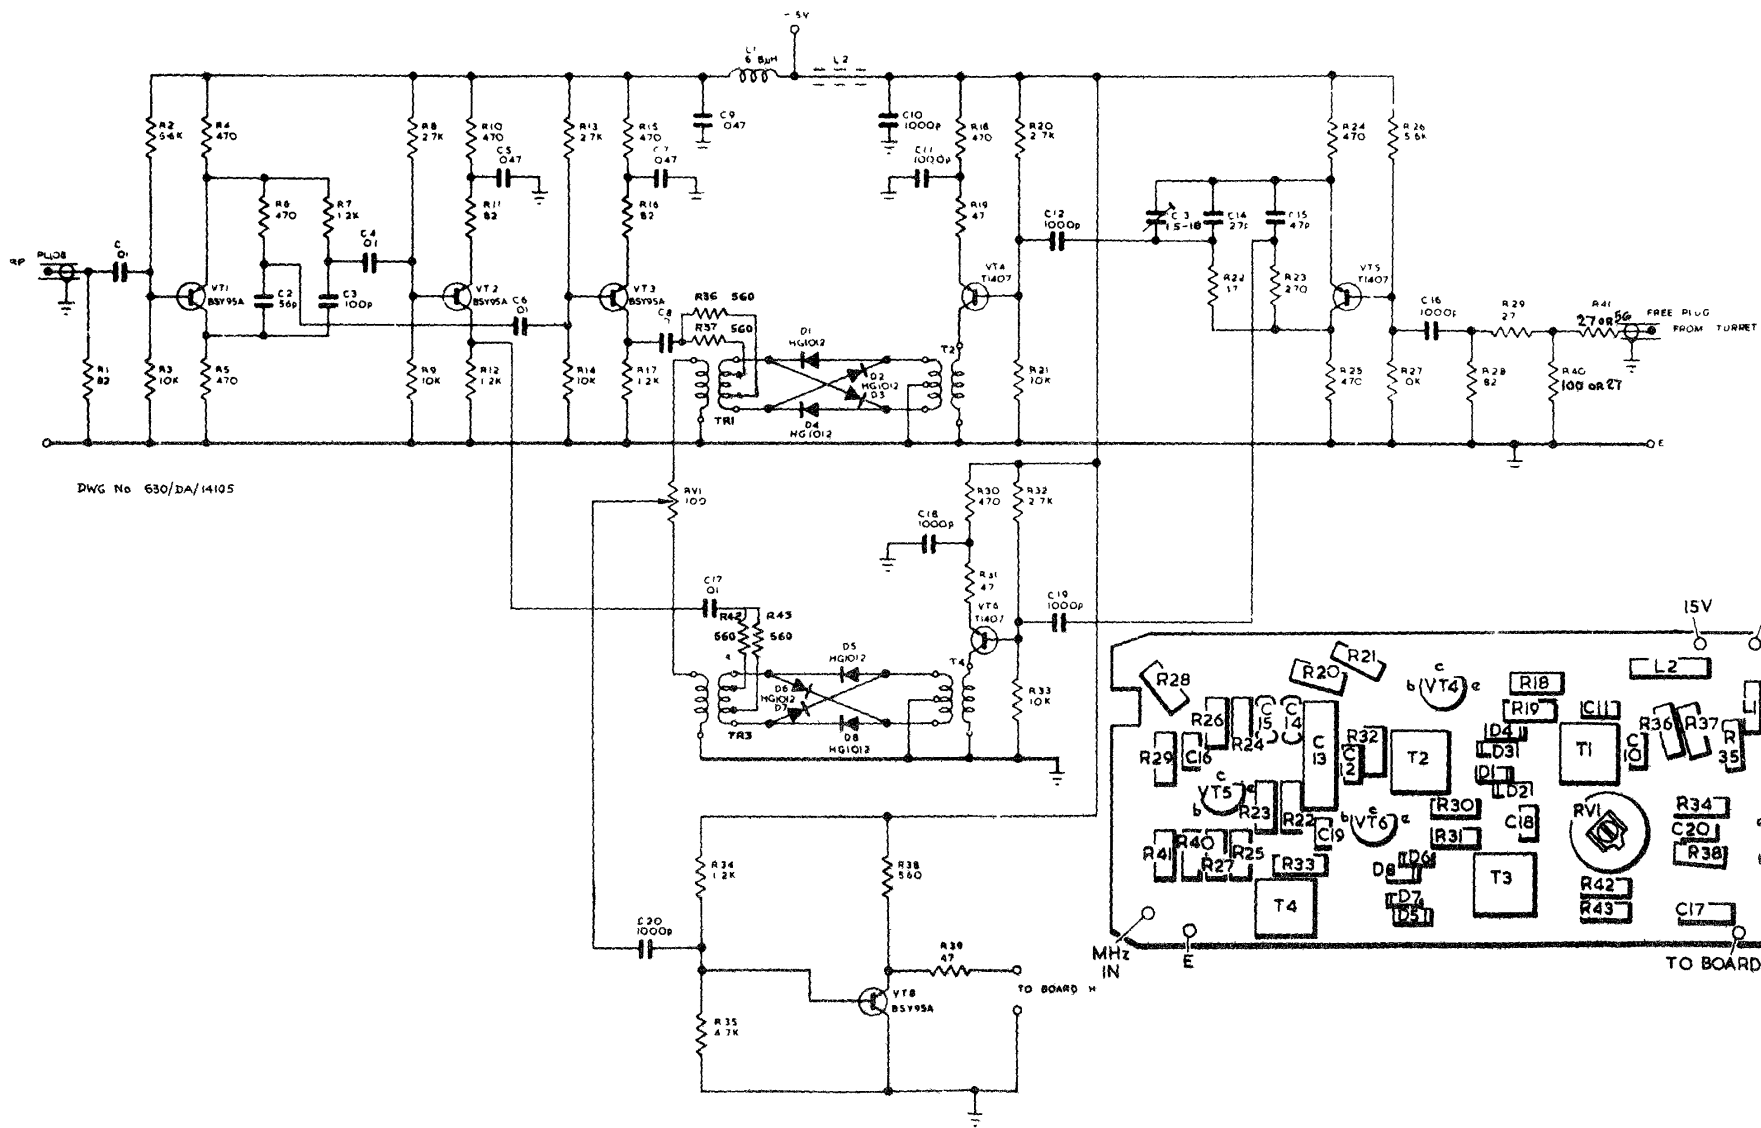 - 5V
L1
6 8μH
L2
R2
5.6K
R4
470
R8
2.7K
R10
470
C5
.047
R13
2.7K
R15
470
C7
.047
C9
.047
C10
1000p
C11
1000p
R18
470
R20
2.7K
R24
470
R26
5.6K
R6
470
R7
1.2K
C4
01
R11
82
R16
82
R19
47
C12
1000p
C14
27p
C15
47p
PL108
01
VT1
BSY95A
C2
56p
C3
100p
VT2
BSY95A
C6
01
VT3
BSY95A
C8
R36 560
R37 560
VT4
T1407
R22
R23
270
VT5
T1407
C16
1000p
R29
27
R41
27 OR 56
FREE PLUG
FROM TURRET
R1
82
R3
10K
R5
470
R9
10K
R12
1.2K
R14
10K
R17
1.2K
D1
HG1012
D2
HG1012
D3
D4
HG1012
TR1
T2
R21
10K
R25
470
R27
R28
82
R40
100 OR 27
E
DWG No 630/DA/14105
RV1
100
R30
470
R32
2.7K
C18
1000p
R31
47
VT6
T1407
C19
1000p
C17
01
R42
560
R43
560
D5
HG1012
D6
HG1012
D7
D8
HG1012
TR3
T4
R33
10K
R34
1.2K
R38
560
C20
1000p
R39
47
TO BOARD H
VT8
BSY95A
R35
4.7K
15V
R28
R20
R21
c
b VT4 e
R18
L2
R26
R24
C15
C14
C13
R32
C12
R19
C11
D4
D3
T2
T1
D1
D2
C10
R36
R37
R35
L1
R29
C16
c
VT5 e
b
R23
R22
C19
c
b VT6 e
R30
R31
C18
RV1
R34
C20
R38
R41
R40
R27
R25
R33
D6
D8
D7
D5
T3
R42
R43
C17
T4
MHz
IN
E
TO BOARD